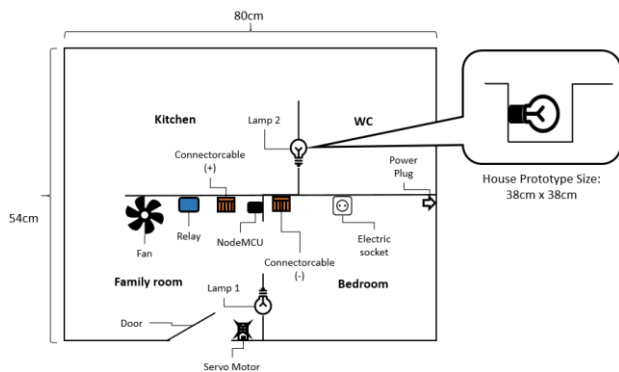 80cm
Kitchen
Lamp 2
WC
Connectorcable
(+)
Power
Plug
House Prototype Size:
38cm x 38cm
54cm
Fan
Relay
NodeMCU
Connectorcable
(-)
Electric
socket
Family room
Lamp 1
Bedroom
Door
Servo Motor